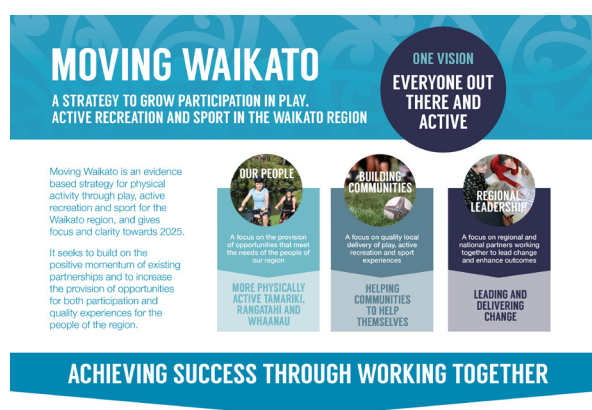 MOVING WAIKATO
A STRATEGY TO GROW PARTICIPATION IN PLAY.
ACTIVE RECREATION AND SPORT IN THE WAIKATO REGION
ONE VISION
EVERYONE OUT
THERE AND
ACTIVE
Moving Waikato is an evidence
based strategy for physical
activity through play, active
recreation and sport for the
Waikato region, and gives
focus and clarity towards 2025.
It seeks to build on the
positive momentum of existing
partnerships and to increase
the provision of opportunities
for both participation and
quality experiences for the
people of the region.
OUR PEOPLE
A focus on the provision
of opportunities that meet
the needs of the people of
our region
MORE PHYSICALLY
ACTIVE TAMARIKI,
RANGATAHI AND
WHAANAU
BUILDING
COMMUNITIES
A focus on quality local
delivery of play, active
recreation and sport
experiences
HELPING
COMMUNITIES
TO HELP
THEMSELVES
REGIONAL
LEADERSHIP
A focus on regional and
national partners working
together to lead change
and enhance outcomes
LEADING AND
DELIVERING
CHANGE
ACHIEVING SUCCESS THROUGH WORKING TOGETHER